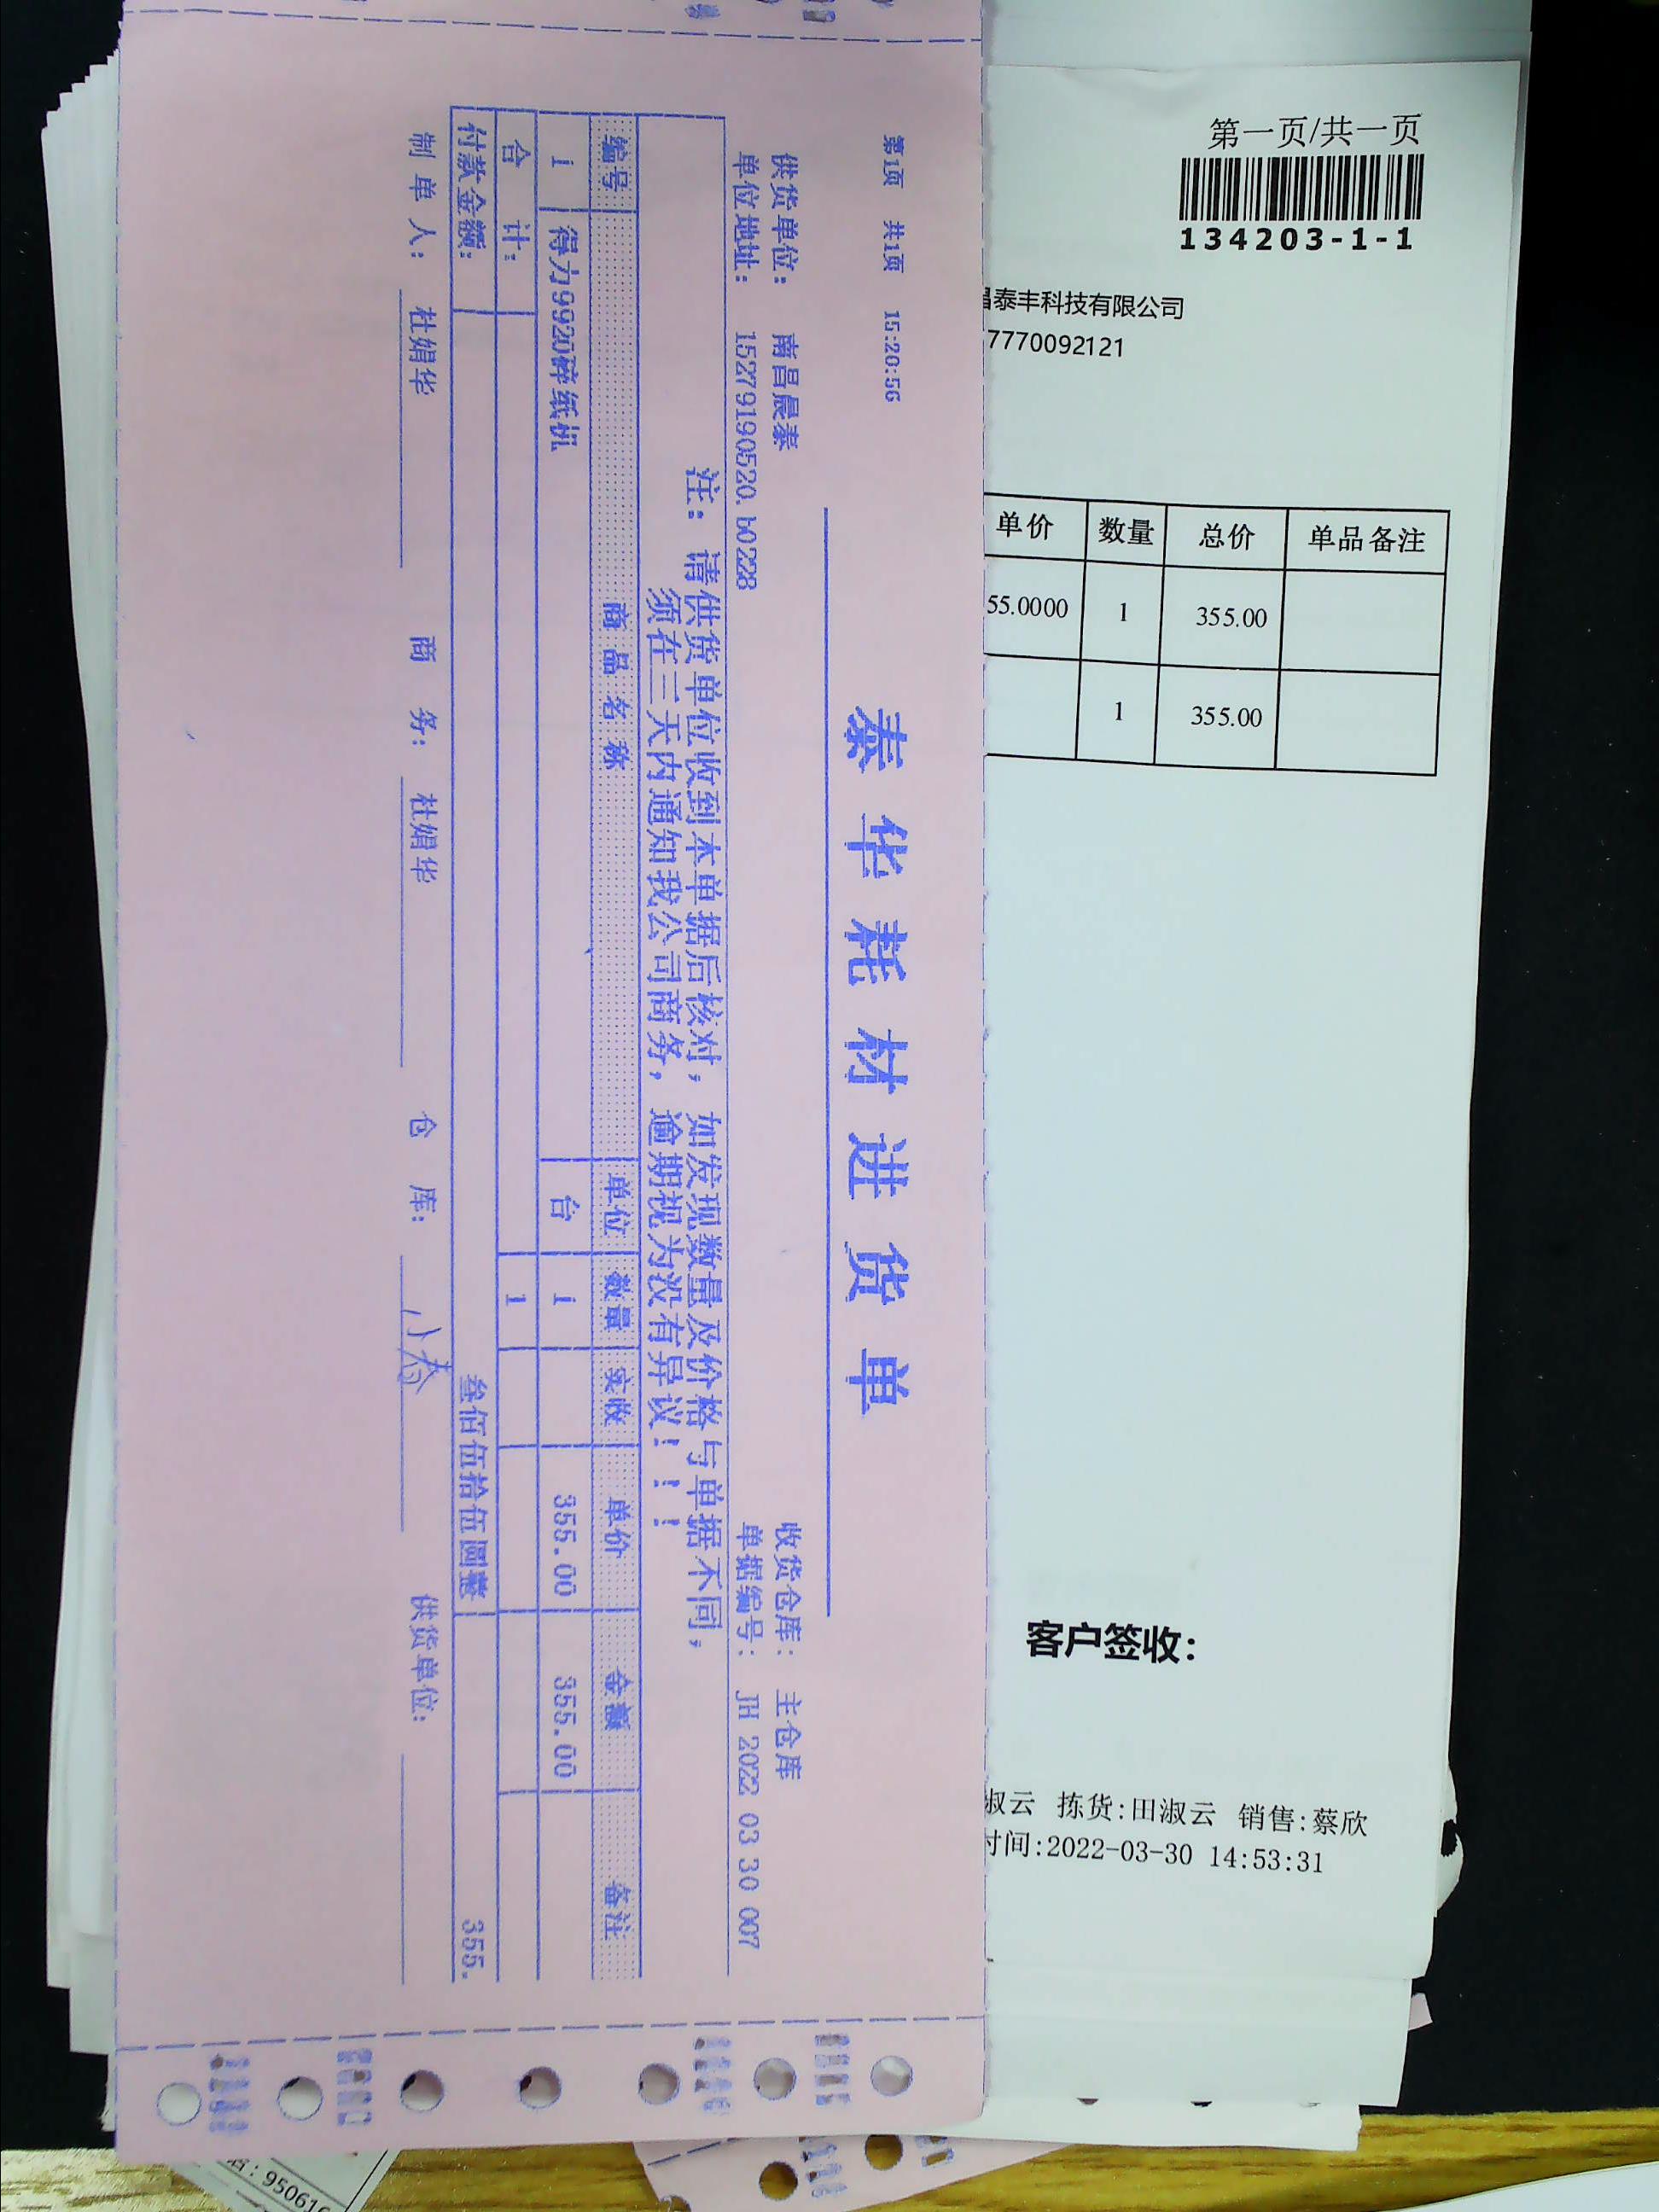 第1页 共1页 15:20:56
泰华耗材进货单
供货单位: 南昌晨泰 收货仓库: 主仓库
单位地址: 15279190520.b0228 单据编号: JH 2022 03 30 007
注: 请供货单位收到本单据后核对, 如发现数量及价格与单据不同,
须在三天内通知我公司商务, 逾期视为没有异议!!!
编号 商品名称 单位 数量 实收 单价 金额 备注
1 得力9920碎纸机 台 1 355.00 355.00
合计: 1
付款金额: 叁佰伍拾伍圆整 355.
制单人: 杜娟华 商务: 杜娟华 仓库: 供货单位:
第一页/共一页
134203-1-1
昌泰丰科技有限公司
7770092121
单价 数量 总价 单品备注
55.0000 1 355.00
1 355.00
客户签收:
淑云 拣货:田淑云 销售:蔡欣
时间:2022-03-30 14:53:31